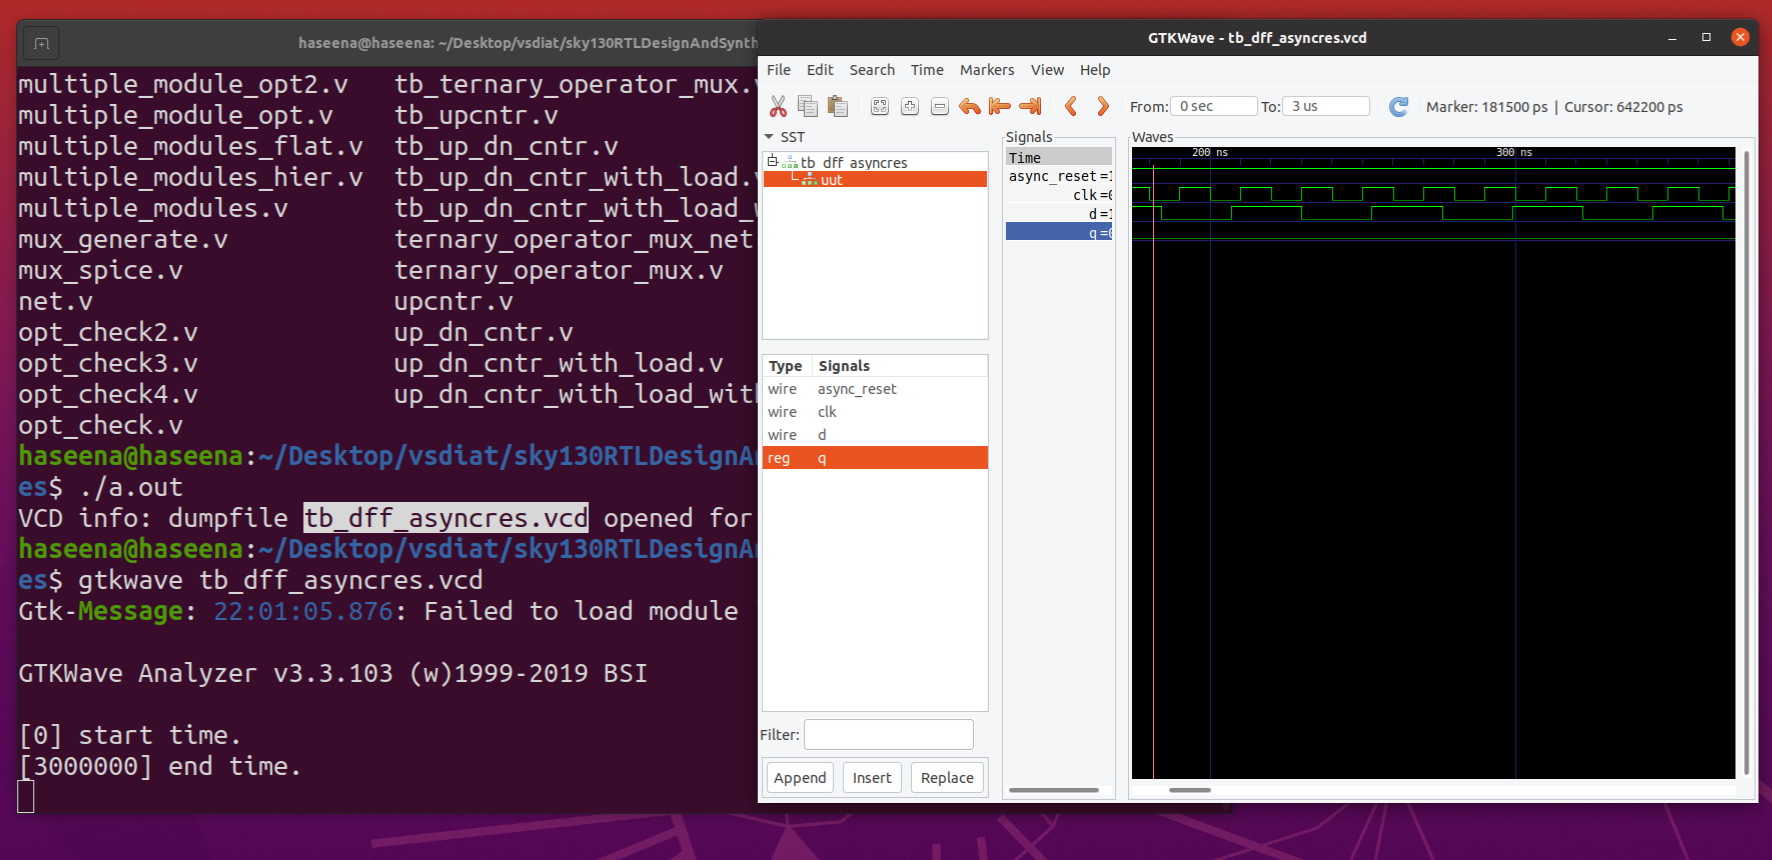 haseena@haseena: ~/Desktop/vsdiat/sky130RTLDesignAndSynth
multiple_module_opt2.v tb_ternary_operator_mux.v
multiple_module_opt.v tb_upcntr.v
multiple_modules_flat.v tb_up_dn_cntr.v
multiple_modules_hier.v tb_up_dn_cntr_with_load.v
multiple_modules.v tb_up_dn_cntr_with_load_w
mux_generate.v ternary_operator_mux_net
mux_spice.v ternary_operator_mux.v
net.v upcntr.v
opt_check2.v up_dn_cntr.v
opt_check3.v up_dn_cntr_with_load.v
opt_check4.v up_dn_cntr_with_load_wit
opt_check.v
haseena@haseena:~/Desktop/vsdiat/sky130RTLDesignAn
es$ ./a.out
VCD info: dumpfile tb_dff_asyncres.vcd opened for
haseena@haseena:~/Desktop/vsdiat/sky130RTLDesignAn
es$ gtkwave tb_dff_asyncres.vcd
Gtk-Message: 22:01:05.876: Failed to load module
GTKWave Analyzer v3.3.103 (w)1999-2019 BSI
[0] start time.
[3000000] end time.
GTKWave - tb_dff_asyncres.vcd
File Edit Search Time Markers View Help
From: 0 sec To: 3 us Marker: 181500 ps | Cursor: 642200 ps
SST
tb_dff_asyncres
uut
Type Signals
wire async_reset
wire clk
wire d
reg q
Filter:
Append Insert Replace
Signals
Time
async_reset=1
clk=0
d=1
q=0
Waves
200 ns 300 ns